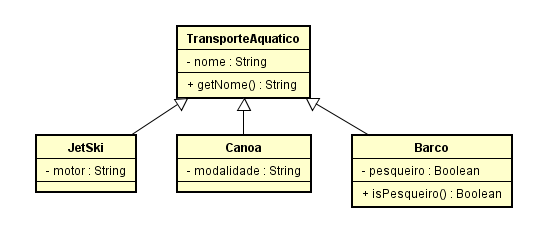 TransporteAquatico
- nome : String
+ getNome() : String
JetSki
- motor : String
Canoa
- modalidade : String
Barco
- pesqueiro : Boolean
+ isPesqueiro() : Boolean